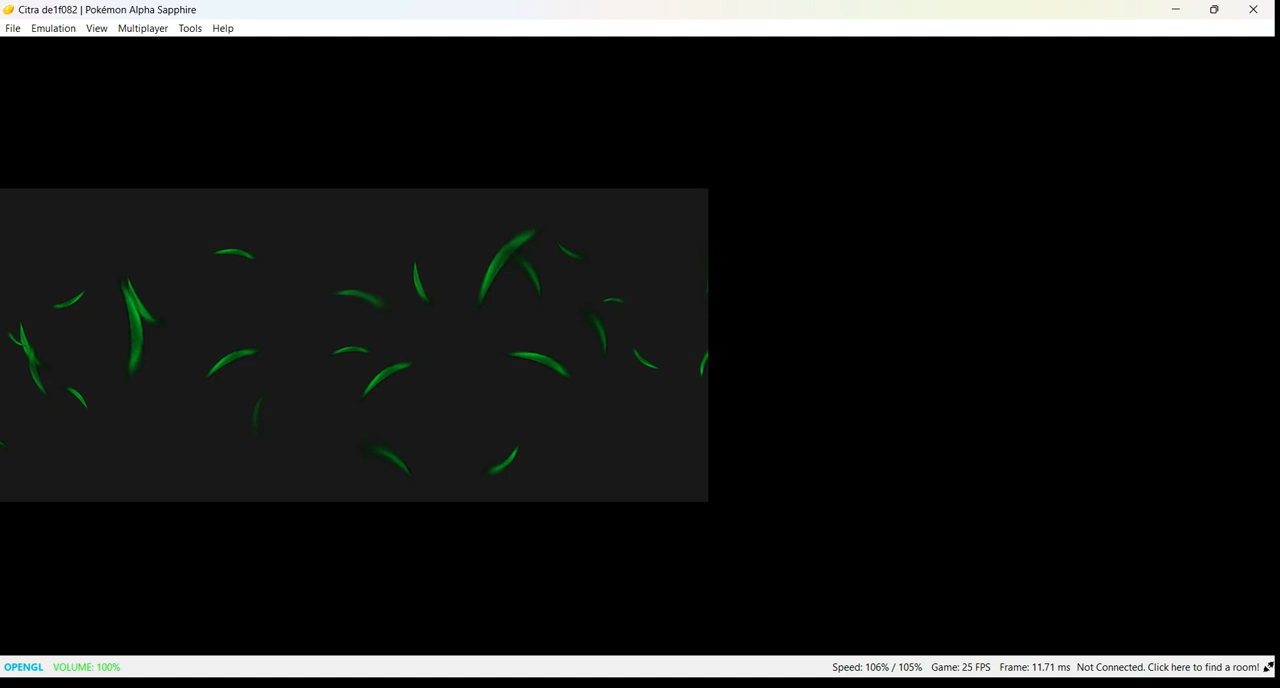 Citra de1f082 | Pokémon Alpha Sapphire
File Emulation View Multiplayer Tools Help
OPENGL VOLUME: 100% Speed: 106% / 105% Game: 25 FPS Frame: 11.71 ms Not Connected. Click here to find a room!